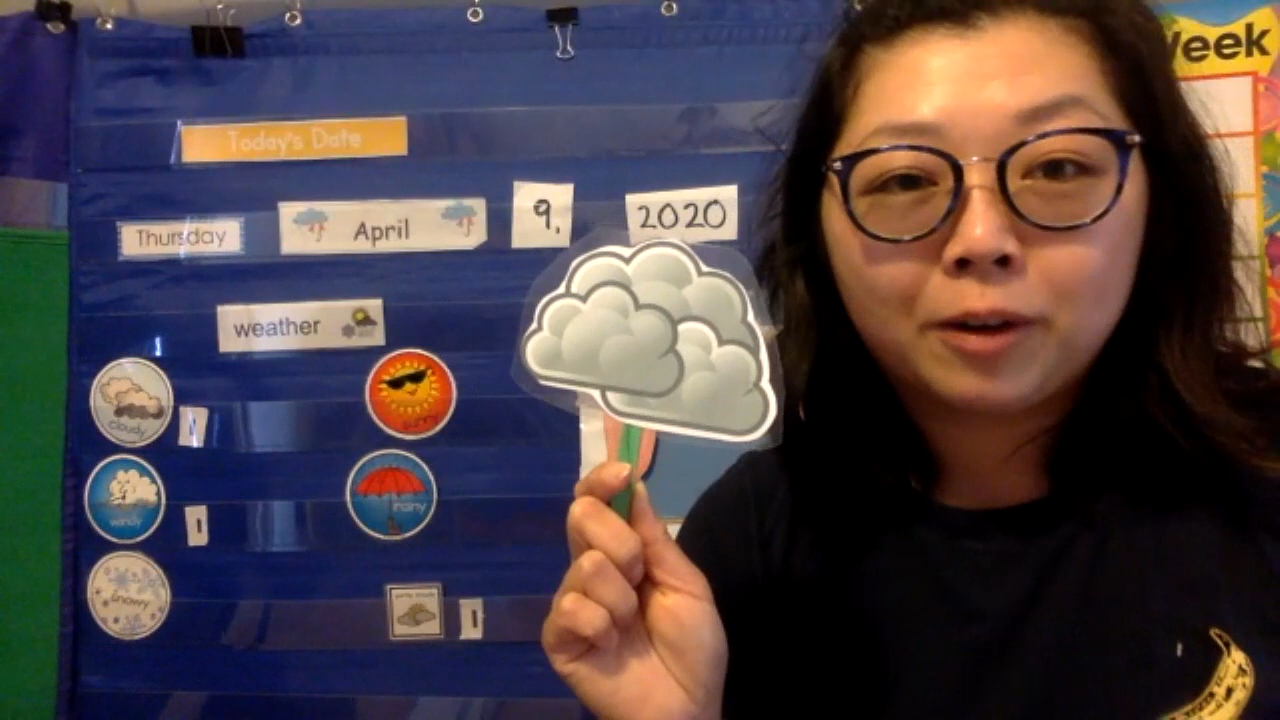 Week
Today's Date
Thursday
April
9,
2020
weather
cloudy
sunny
windy
rainy
snowy
partly cloudy